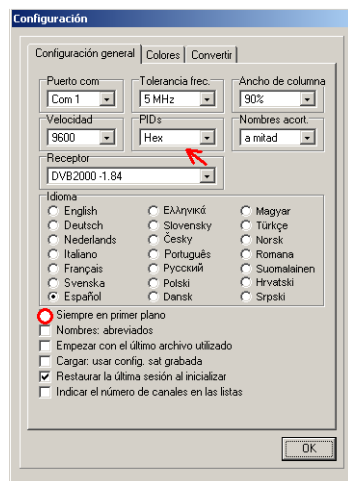 Configuración
Configuración general Colores Convertir
Puerto com Tolerancia frec. Ancho de columna
Com 1 5 MHz 90%
Velocidad PIDs Nombres acort.
9600 Hex a mitad
Receptor
DVB2000 -1.84
Idioma
English Ελληνικά Magyar
Deutsch Slovensky Türkçe
Nederlands Česky Norsk
Italiano Português Romana
Français Русский Suomalainen
Svenska Polski Hrvatski
Español Dansk Srpski
Siempre en primer plano
Nombres: abreviados
Empezar con el último archivo utilizado
Cargar: usar config. sat grabada
Restaurar la última sesión al inicializar
Indicar el número de canales en las listas
OK